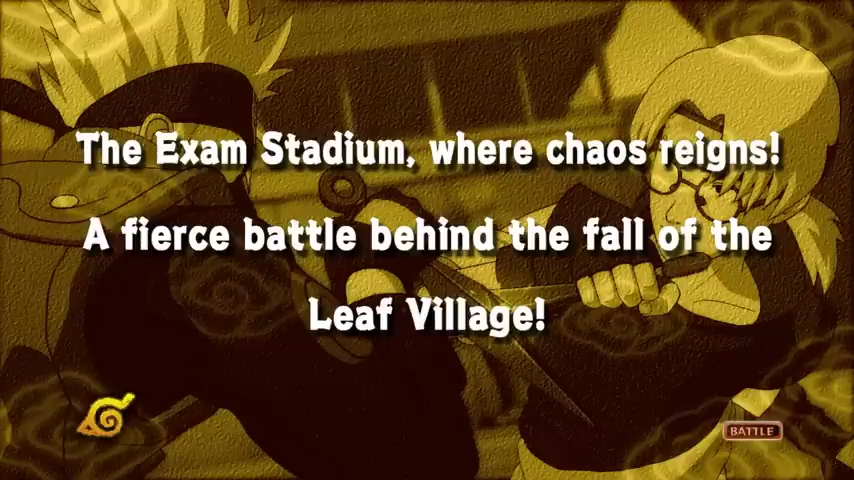 The Exam Stadium, where chaos reigns!
A fierce battle behind the fall of the
Leaf Village!
BATTLE